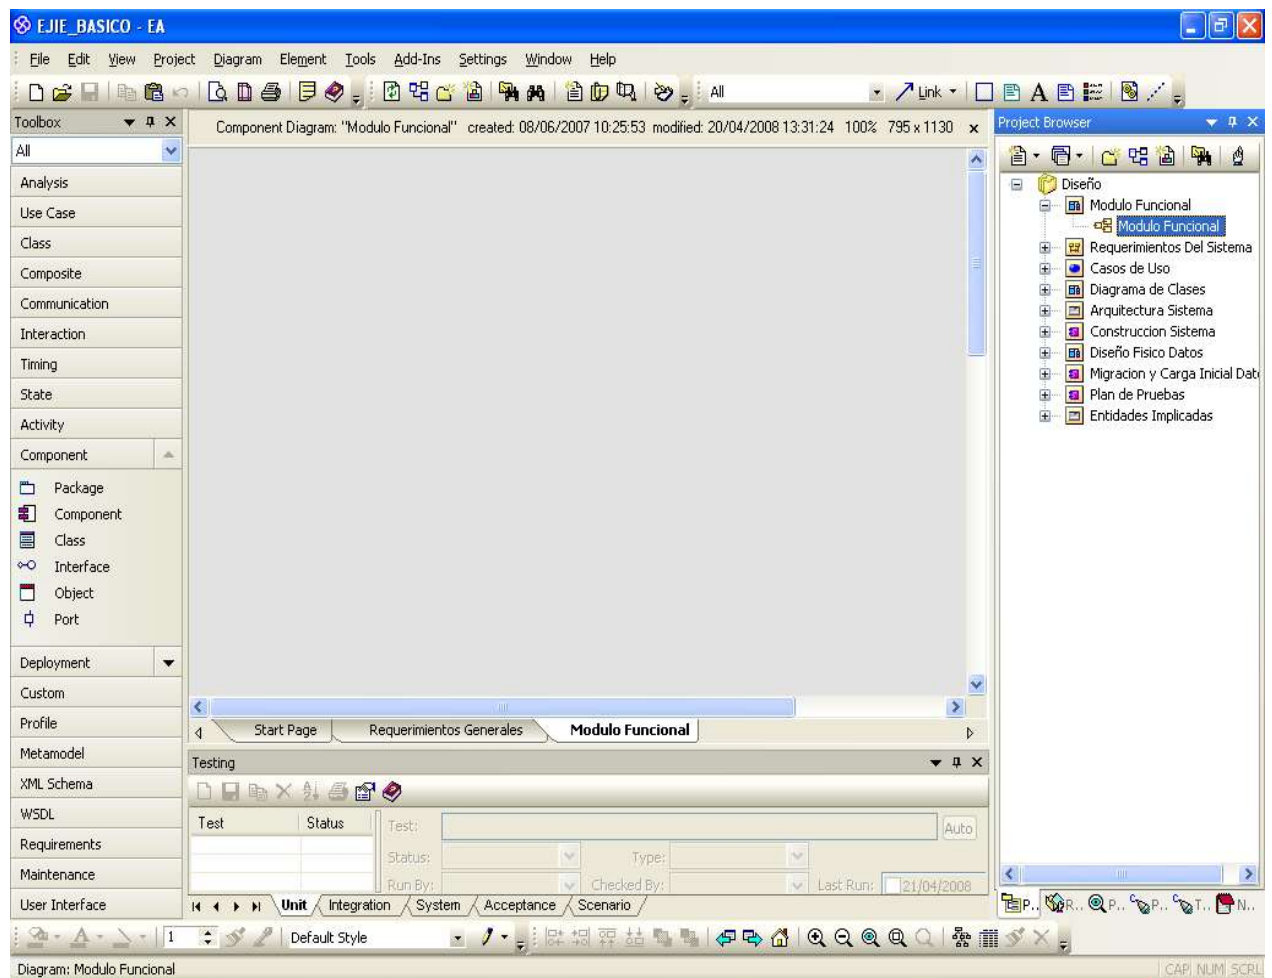 EJIE_BASICO - EA
File Edit View Project Diagram Element Tools Add-Ins Settings Window Help
All
Link
A
Toolbox
Component Diagram: "Modulo Funcional" created: 08/06/2007 10:25:53 modified: 20/04/2008 13:31:24 100% 795 x 1130
Project Browser
All
Analysis
Use Case
Class
Composite
Communication
Interaction
Timing
State
Activity
Component
Package
Component
Class
Interface
Object
Port
Deployment
Custom
Profile
Metamodel
XML Schema
WSDL
Requirements
Maintenance
User Interface
Diseño
Modulo Funcional
Modulo Funcional
Requerimientos Del Sistema
Casos de Uso
Diagrama de Clases
Arquitectura Sistema
Construccion Sistema
Diseño Fisico Datos
Migracion y Carga Inicial Dat
Plan de Pruebas
Entidades Implicadas
Start Page Requerimientos Generales Modulo Funcional
Testing
Test Status
Test: Auto
Status: Type:
Run By: Checked By: Last Run: 21/04/2008
Unit Integration System Acceptance Scenario
P.. R.. P.. P.. T.. N..
A 1 Default Style
Diagram: Modulo Funcional
CAP NUM SCRL